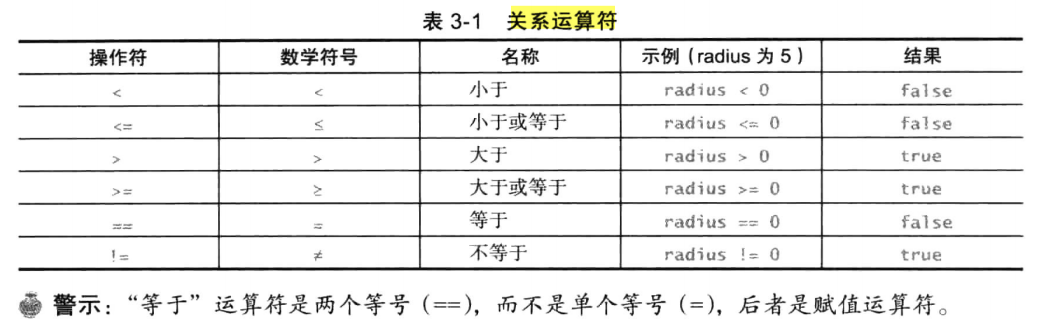 表 3-1 关系运算符
操作符 数学符号 名称 示例（radius 为 5） 结果
< < 小于 radius < 0 false
<= ≤ 小于或等于 radius <= 0 false
> > 大于 radius > 0 true
>= ≥ 大于或等于 radius >= 0 true
== = 等于 radius == 0 false
!= ≠ 不等于 radius != 0 true
警示：“等于”运算符是两个等号（==），而不是单个等号（=），后者是赋值运算符。